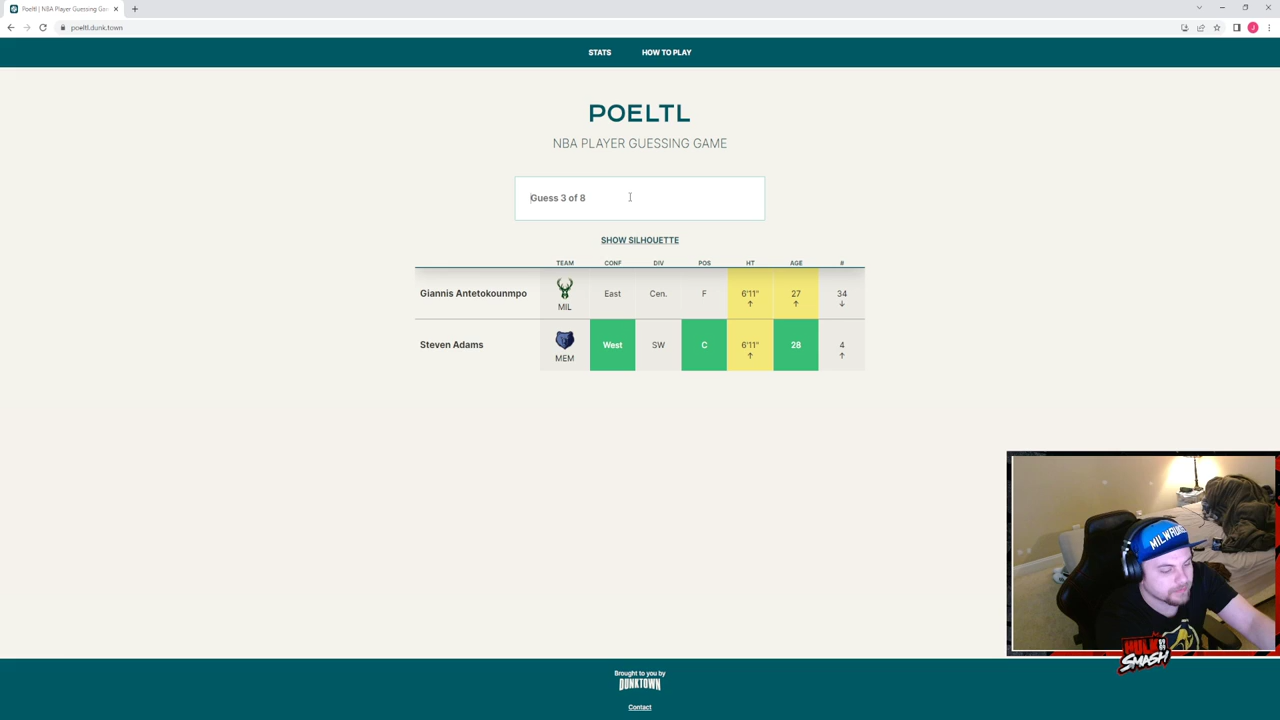 Poeltl | NBA Player Guessing Gam
poeltl.dunk.town
STATS HOW TO PLAY
POELTL
NBA PLAYER GUESSING GAME
Guess 3 of 8
SHOW SILHOUETTE
TEAM CONF DIV POS HT AGE #
Giannis Antetokounmpo MIL East Cen. F 6'11" ↑ 27 ↑ 34 ↓
Steven Adams MEM West SW C 6'11" ↑ 28 4 ↑
MILWAUKEE
HULK
SMASH
Brought to you by
DUNKTOWN
Contact
J